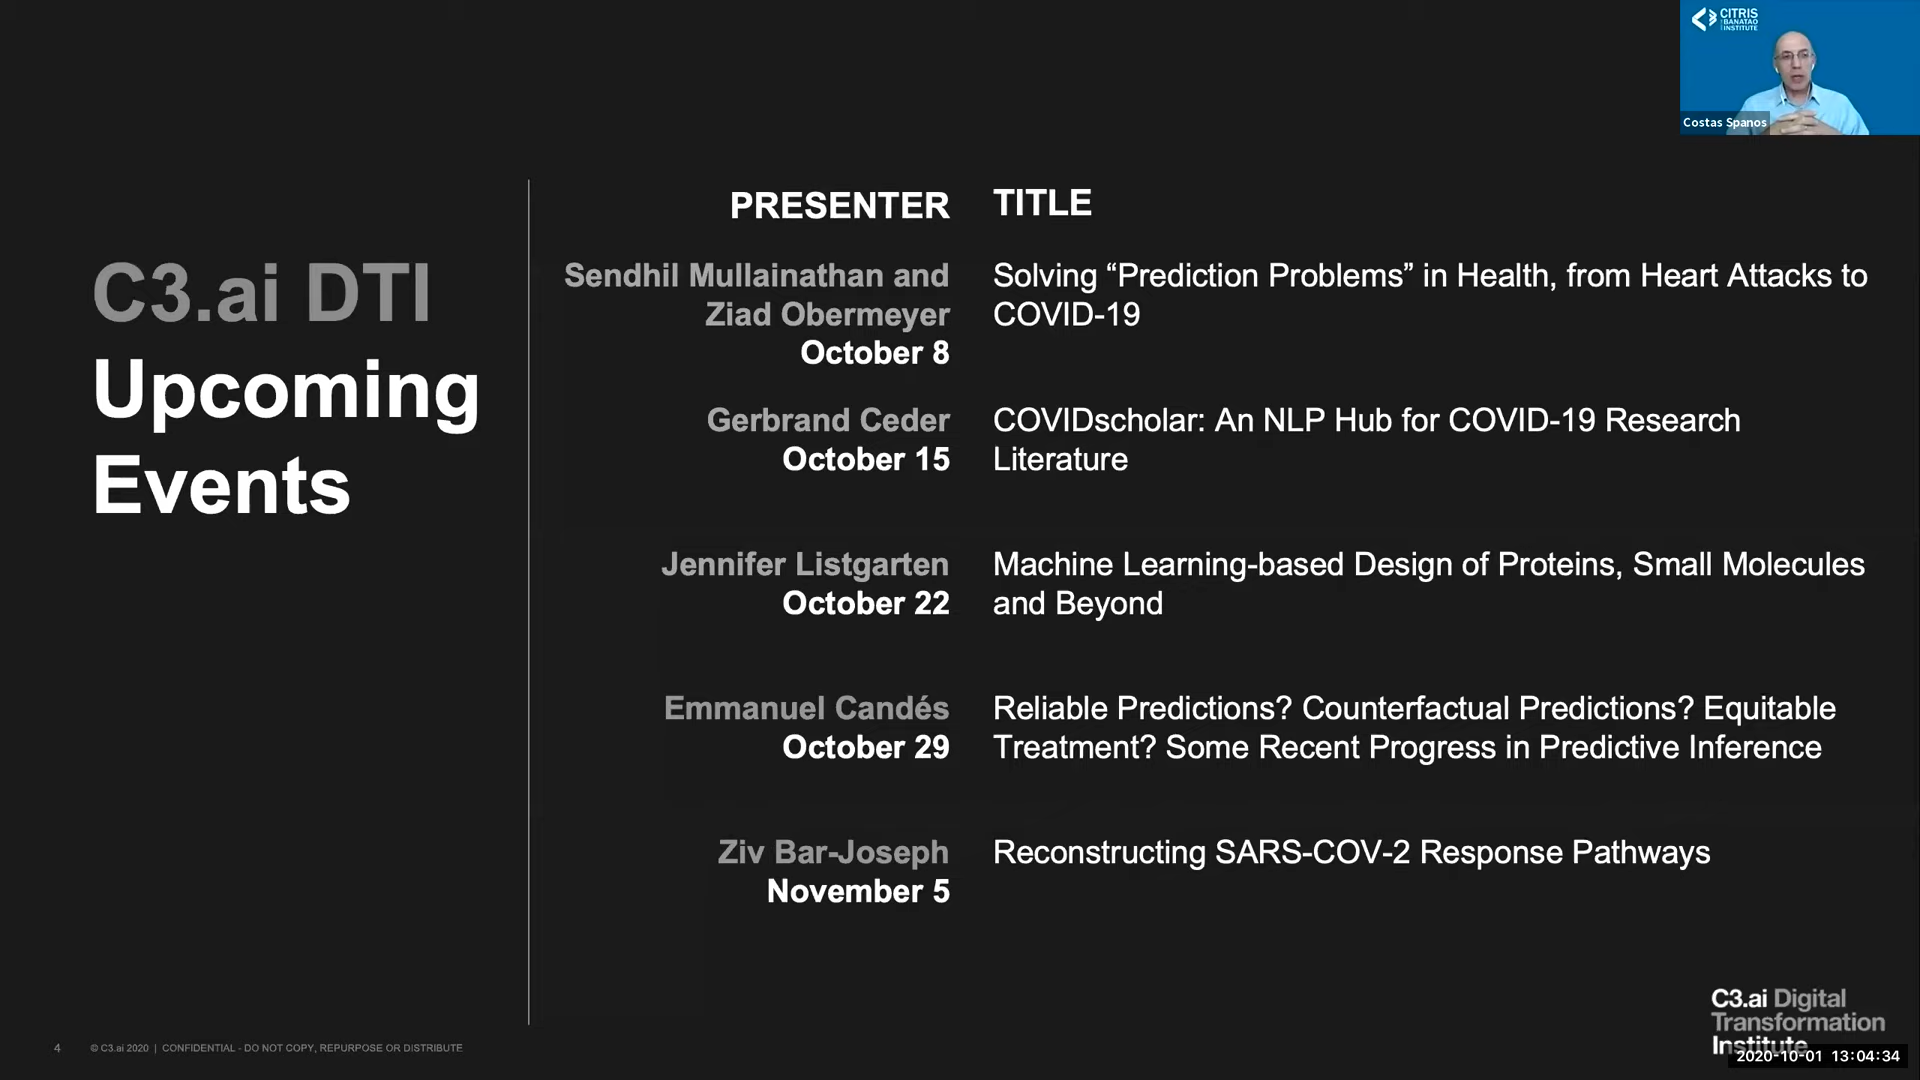 CITRIS
BANATAO
INSTITUTE
Costas Spanos
C3.ai DTI
Upcoming
Events
PRESENTER
TITLE
Sendhil Mullainathan and
Ziad Obermeyer
October 8
Solving “Prediction Problems” in Health, from Heart Attacks to
COVID-19
Gerbrand Ceder
October 15
COVIDscholar: An NLP Hub for COVID-19 Research
Literature
Jennifer Listgarten
October 22
Machine Learning-based Design of Proteins, Small Molecules
and Beyond
Emmanuel Candés
October 29
Reliable Predictions? Counterfactual Predictions? Equitable
Treatment? Some Recent Progress in Predictive Inference
Ziv Bar-Joseph
November 5
Reconstructing SARS-COV-2 Response Pathways
4
© C3.ai 2020 | CONFIDENTIAL - DO NOT COPY, REPURPOSE OR DISTRIBUTE
C3.ai Digital
Transformation
Institute
2020-10-01 13:04:34